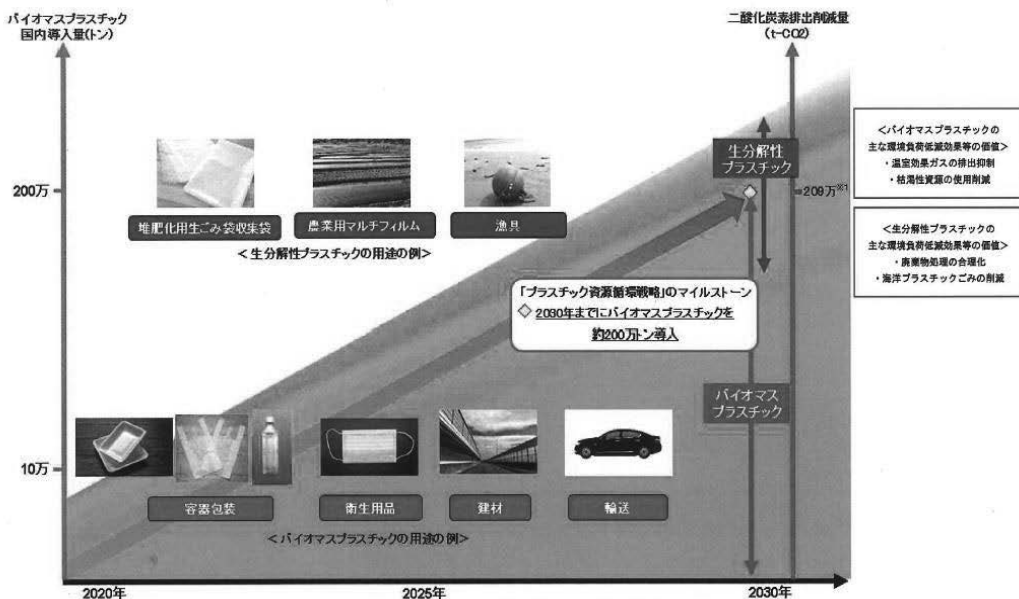 バイオマスプラスチック
国内導入量(トン)
二酸化炭素排出削減量
(t-CO2)
<バイオマスプラスチックの
主な環境負荷低減効果等の価値>
・温室効果ガスの排出抑制
・枯渇性資源の使用削減
生分解性
プラスチック
200万
209万※1
堆肥化用生ごみ袋収集袋
農業用マルチフィルム
漁具
<生分解性プラスチックの用途の例>
<生分解性プラスチックの
主な環境負荷低減効果等の価値>
・廃棄物処理の合理化
・海洋プラスチックごみの削減
「プラスチック資源循環戦略」のマイルストーン
2030年までにバイオマスプラスチックを
約200万トン導入
バイオマス
プラスチック
10万
容器包装
衛生用品
建材
輸送
<バイオマスプラスチックの用途の例>
2020年
2025年
2030年